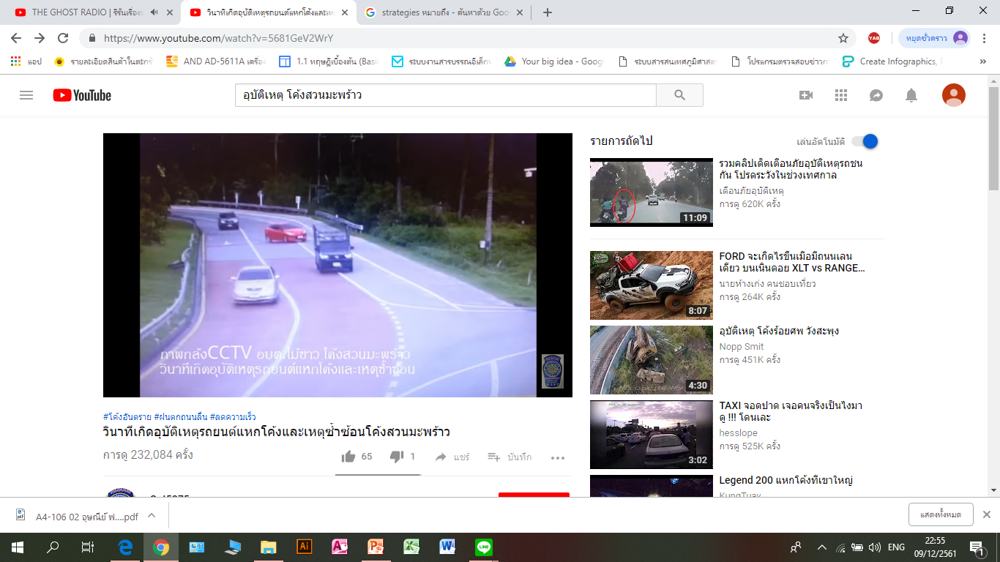 THE GHOST RADIO | ริร้นเรื่องน
วินาทีเกิดอุบัติเหตุรถยนต์แหกโค้งและเหต
strategies หมายถึง - ค้นหาด้วย Goo
https://www.youtube.com/watch?v=5681GeV2WrY
YAB
หยุดชั่วคราว
แอป
รายละเอียดสินค้าในตะกร้
AND AD-5611A เครื่อง
1.1 ทฤษฎีเบื้องต้น (Basic
ระบบงานสารบรรณอิเล็กท
Your big idea - Googl
ระบบสารสนเทศภูมิศาสต
โปรแกรมตรวจสอบข่าวกา
Create Infographics, P
YouTube
อุบัติเหตุ โค้งสวนมะพร้าว
ภาพกล้งCCTV อบต.ไม้ขาว โค้งสวนมะพร้าว
วินาทีเกิดอุบัติเหตุรถยนต์แหกโค้งและเหตุซ้ำซ้อน
#โค้งอันตราย #ฝนตกถนนลื่น #ลดความเร็ว
วินาทีเกิดอุบัติเหตุรถยนต์แหกโค้งและเหตุซ้ำซ้อนโค้งสวนมะพร้าว
การดู 232,084 ครั้ง
65
1
แชร์
บันทึก
รายการถัดไป
เล่นอัตโนมัติ
11:09
รวมคลิปเด็ดเตือนภัยอุบัติเหตุรถชน
กัน โปรดระวังในช่วงเทศกาล
เตือนภัยอุบัติเหตุ
การดู 620K ครั้ง
8:07
FORD จะเกิดไรขึ้นเมื่อมีถนนเลน
เดียว บนเนินดอย XLT vs RANGE…
นายห้างเก่ง คนชอบเที่ยว
การดู 264K ครั้ง
4:30
อุบัติเหตุ โค้งร้อยศพ วังสะพุง
Nopp Smit
การดู 451K ครั้ง
3:02
TAXI จอดปาด เจอคนจริงเป็นไงมา
ดู !!! โดนเละ
hesslope
การดู 525K ครั้ง
Legend 200 แหกโค้งที่เขาใหญ่
KungTuay
A4-106 02 อุษณีย์ ฟ....pdf
แสดงทั้งหมด
Ai
ENG
22:55
09/12/2561
1